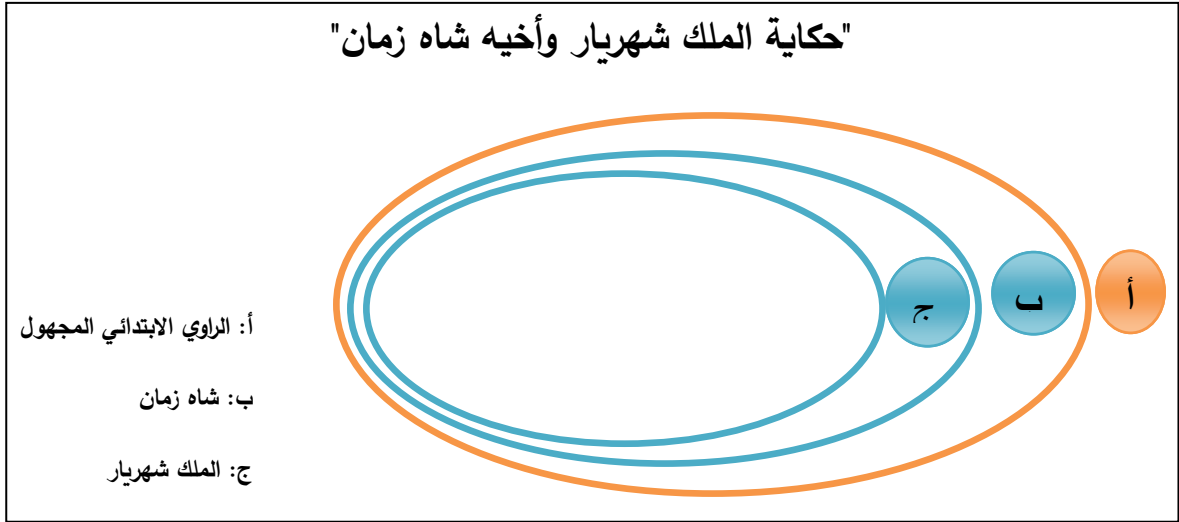 "حكاية الملك شهريار وأخيه شاه زمان"
أ
ب
ج
أ: الراوي الابتدائي المجهول
ب: شاه زمان
ج: الملك شهريار